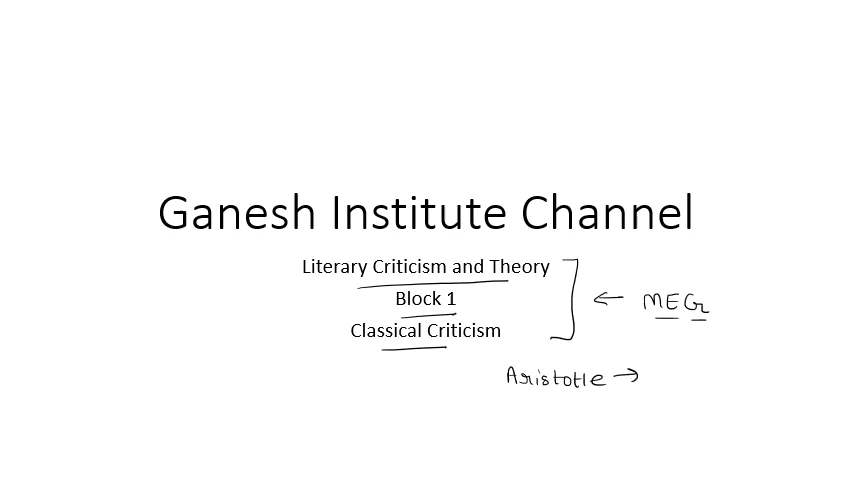 Ganesh Institute Channel
Literary Criticism and Theory
Block 1
Classical Criticism
← MEG
Aristotle →